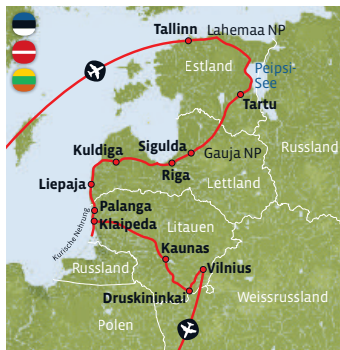 Tallinn
Lahemaa NP
Estland
Peipsi-
See
Tartu
Kuldiga
Sigulda
Gauja NP
Russland
Riga
Liepaja
Lettland
Palanga
Klaipeda
Kurische Nehrung
Litauen
Kaunas
Russland
Vilnius
Druskininkai
Weissrussland
Polen